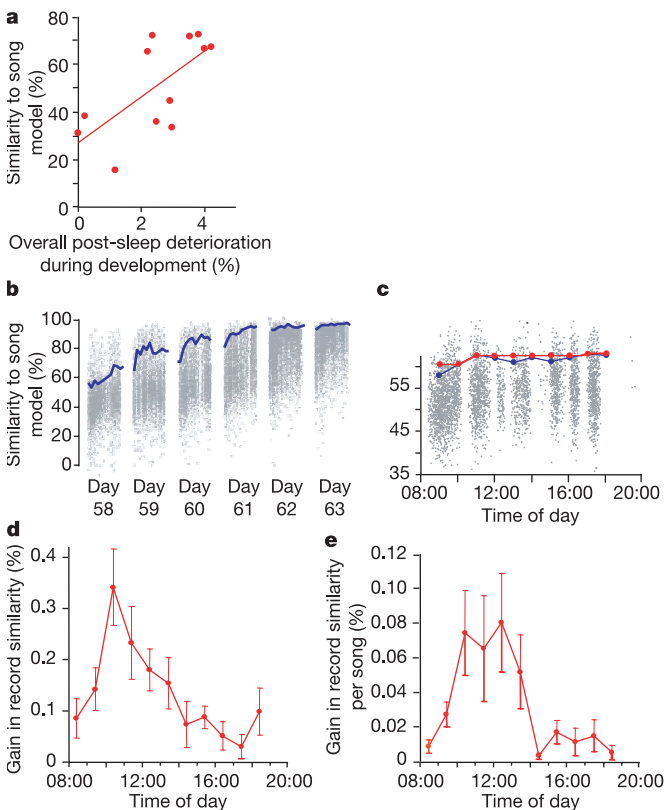 a
Similarity to song
model (%)
80
60
40
20
0
0 2 4
Overall post-sleep deterioration
during development (%)
b
Similarity to song
model (%)
100
80
60
40
20
0
Day Day Day Day Day Day
58 59 60 61 62 63
c
55
45
35
08:00 12:00 16:00 20:00
Time of day
d
Gain in record similarity (%)
0.4
0.3
0.2
0.1
0
08:00 12:00 16:00 20:00
Time of day
e
Gain in record similarity
per song (%)
0.12
0.10
0.08
0.06
0.04
0.02
0
08:00 12:00 16:00 20:00
Time of day